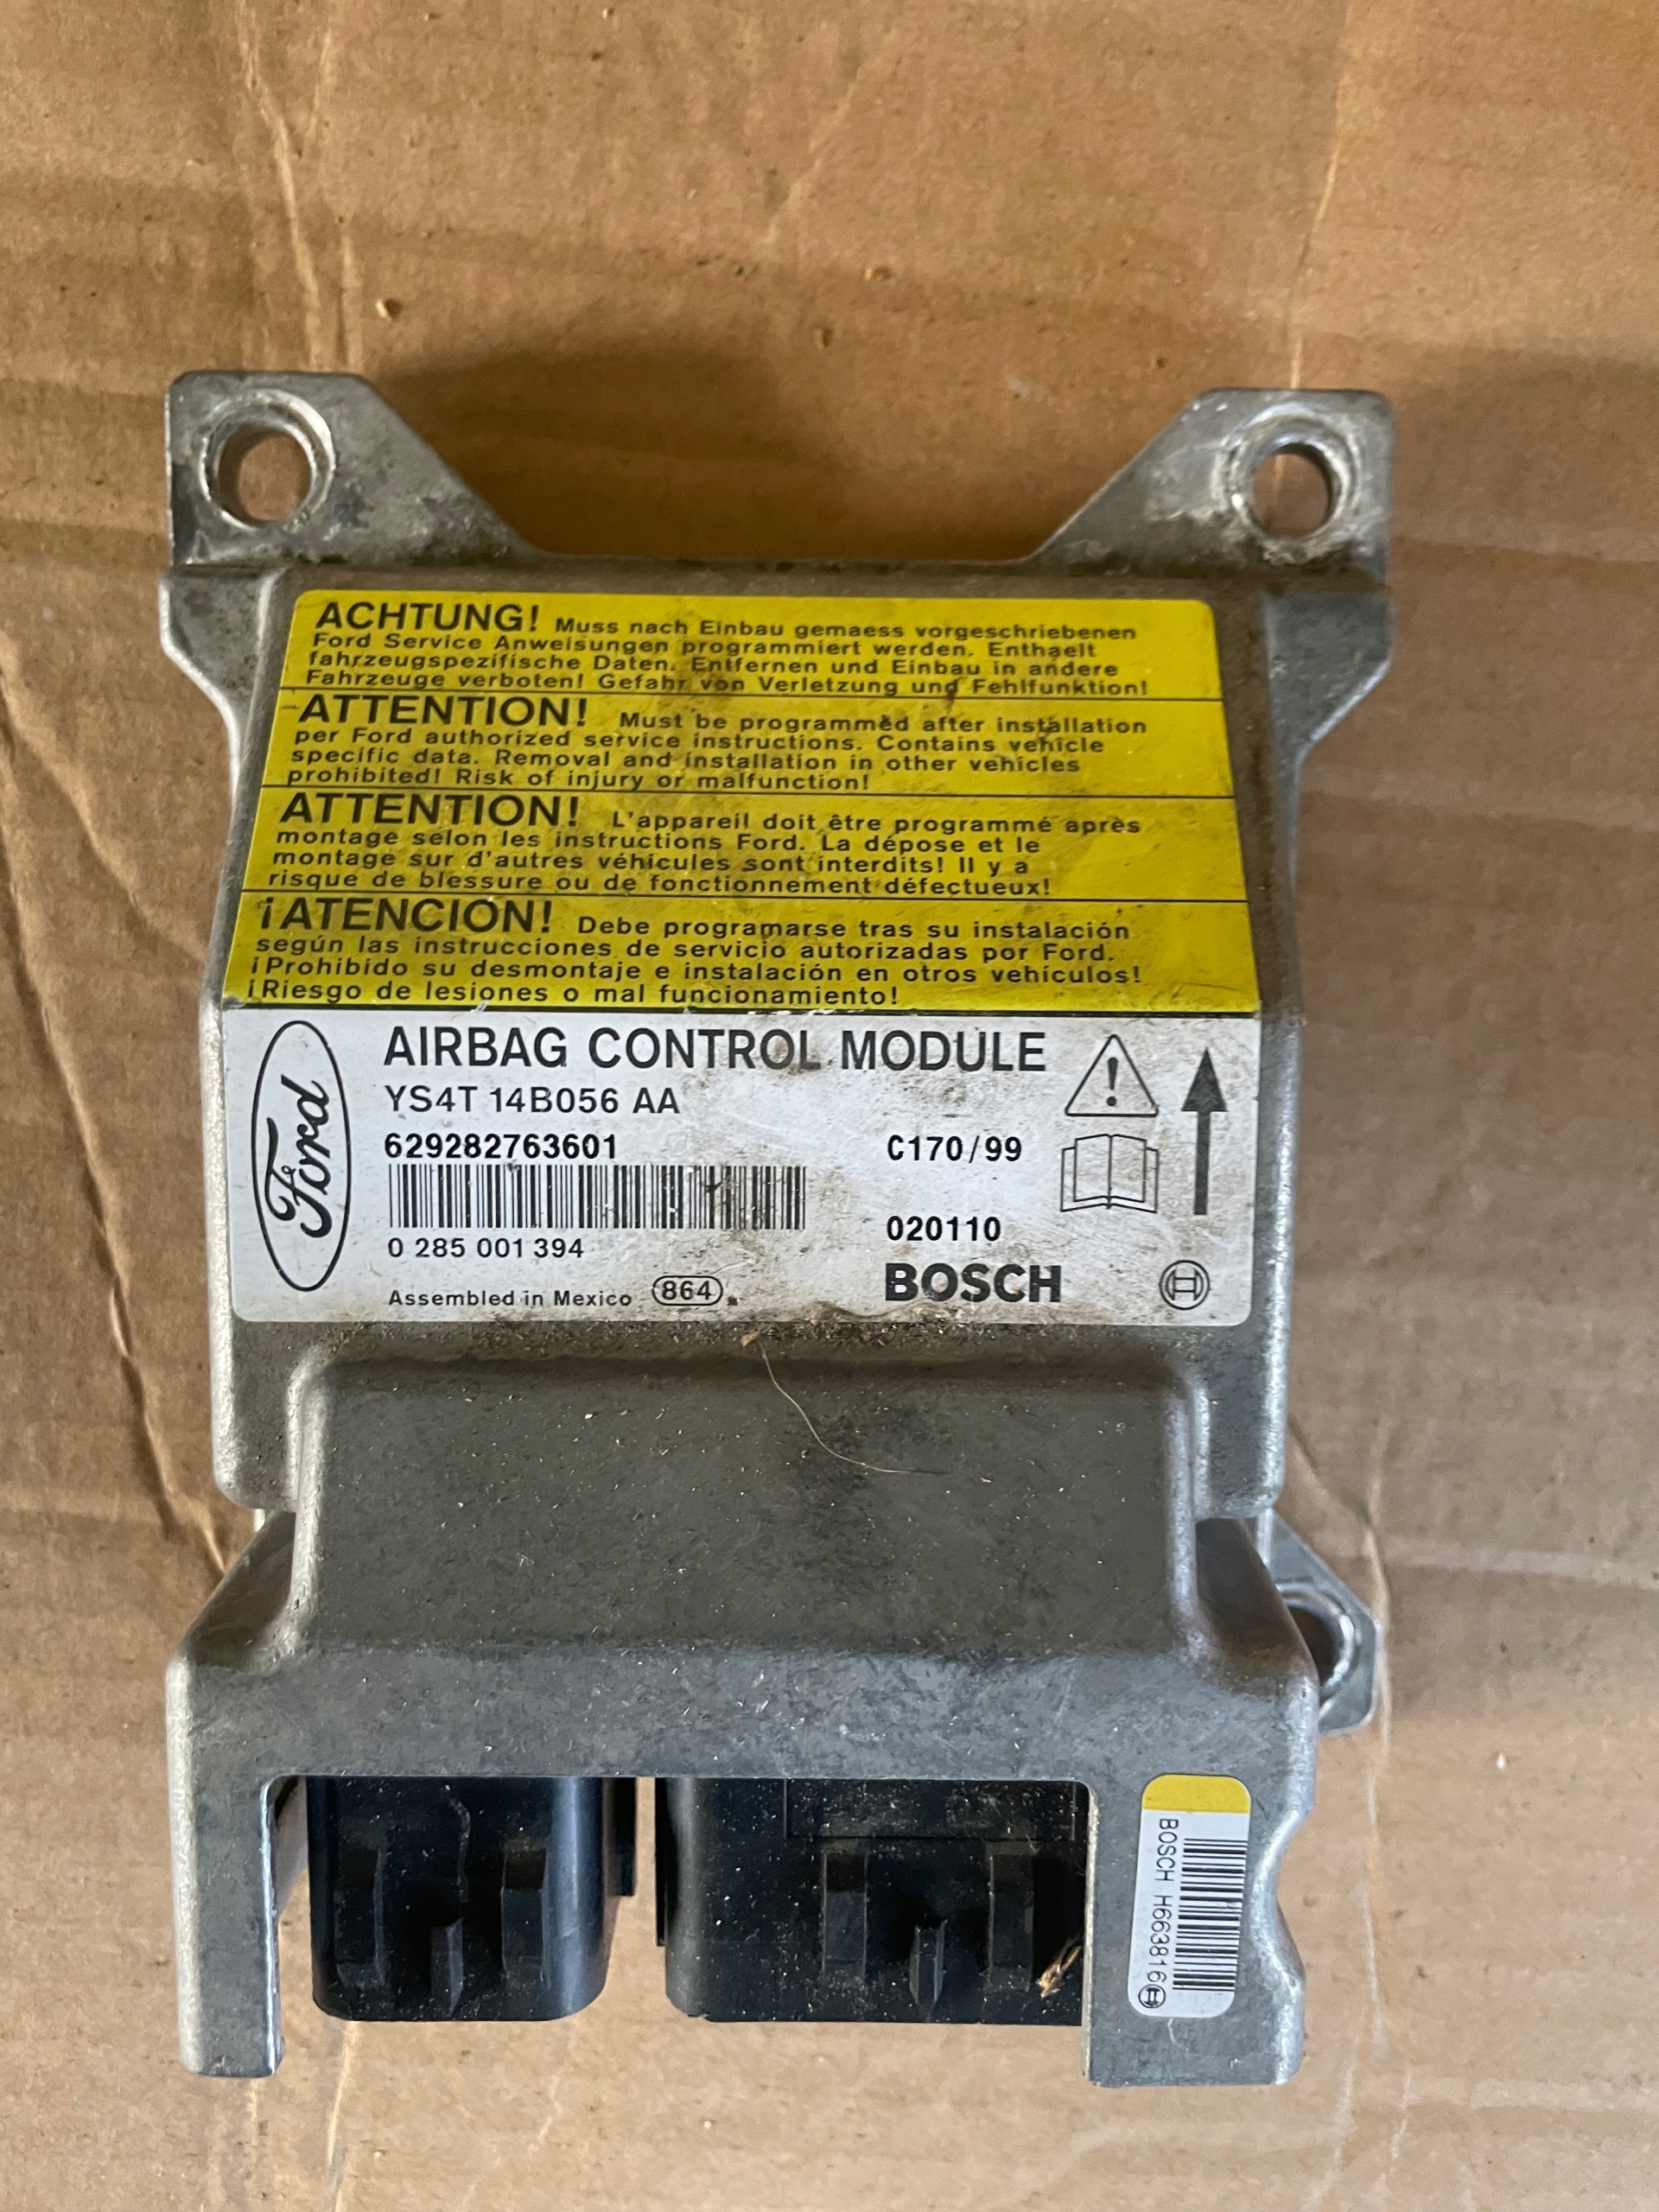 ACHTUNG! Muss nach Einbau gemaess vorgeschriebenen
Ford Service Anweisungen programmiert werden. Enthaelt
fahrzeugspezifische Daten. Entfernen und Einbau in andere
Fahrzeuge verboten! Gefahr von Verletzung und Fehlfunktion!
ATTENTION! Must be programmed after installation
per Ford authorized service instructions. Contains vehicle
specific data. Removal and installation in other vehicles
prohibited! Risk of injury or malfunction!
ATTENTION! L'appareil doit être programmé après
montage selon les instructions Ford. La dépose et le
montage sur d'autres véhicules sont interdits! Il y a
risque de blessure ou de fonctionnement défectueux!
¡ATENCIÓN! Debe programarse tras su instalación
según las instrucciones de servicio autorizadas por Ford.
¡Prohibido su desmontaje e instalación en otros vehículos!
¡Riesgo de lesiones o mal funcionamiento!
Ford
AIRBAG CONTROL MODULE
YS4T 14B056 AA
629282763601 C170/99
020110
0 285 001 394
Assembled in Mexico 864 BOSCH
BOSCH H663816